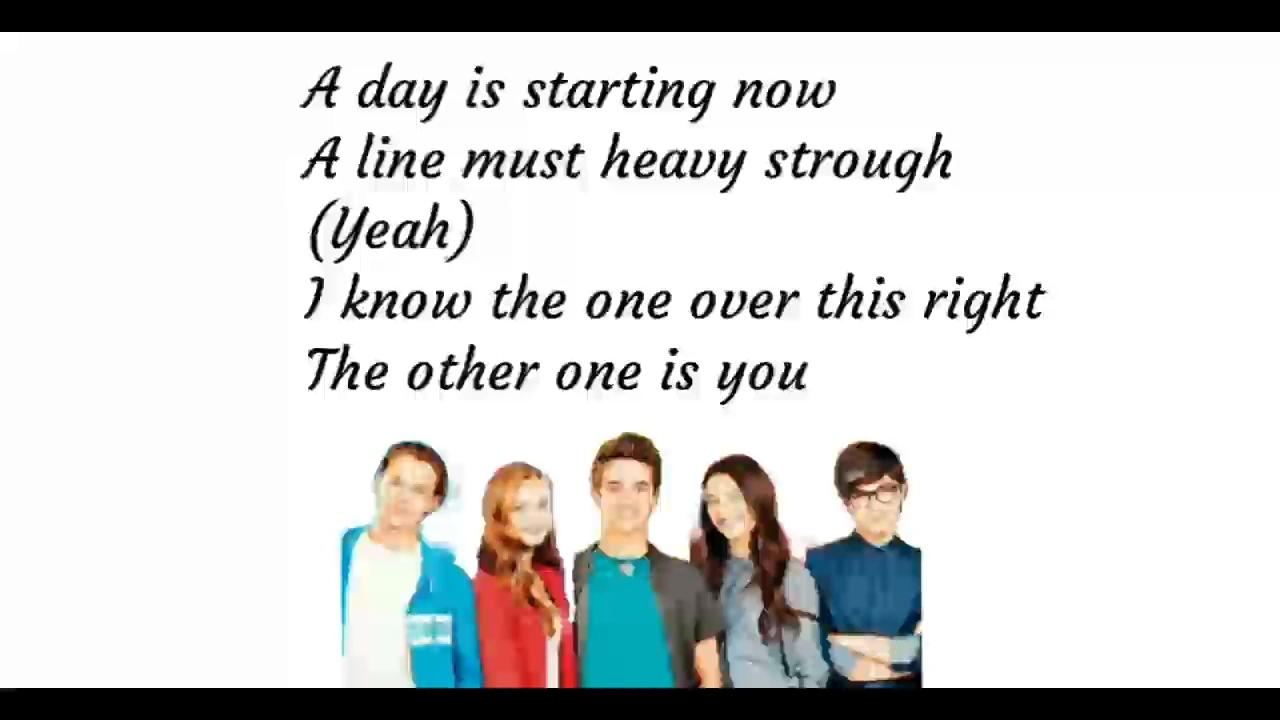 A day is starting now
A line must heavy strough
(Yeah)
I know the one over this right
The other one is you